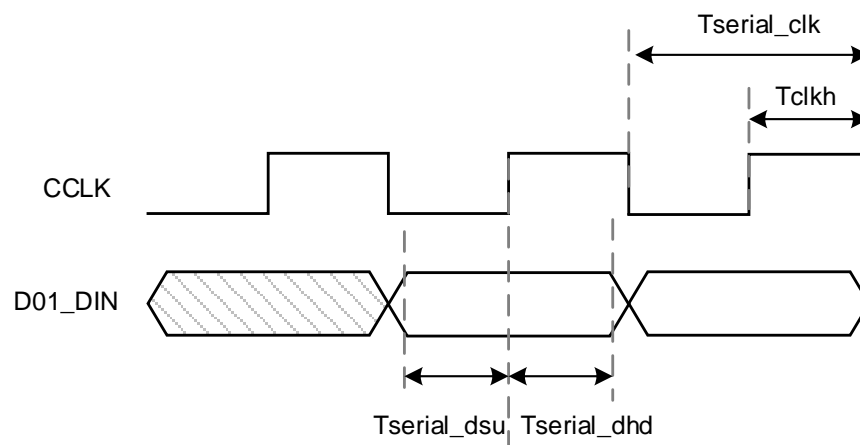 Tserial_clk
Tclkh
CCLK
D01_DIN
Tserial_dsu Tserial_dhd